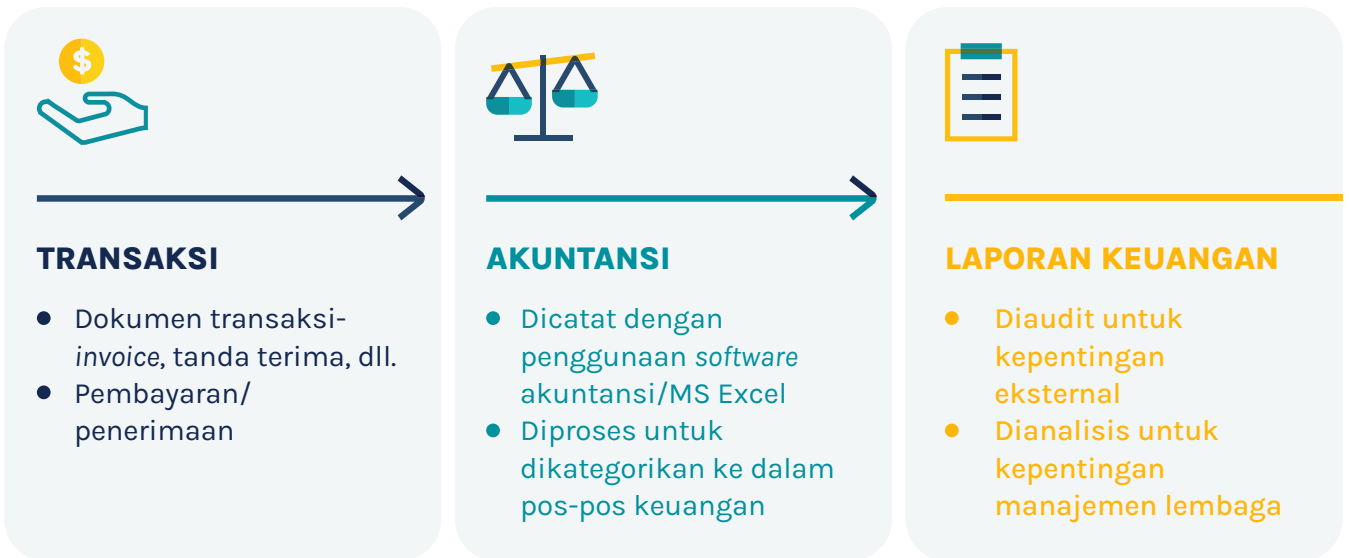 $
TRANSAKSI
● Dokumen transaksi-
invoice, tanda terima, dll.
● Pembayaran/
penerimaan
AKUNTANSI
● Dicatat dengan
penggunaan software
akuntansi/MS Excel
● Diproses untuk
dikategorikan ke dalam
pos-pos keuangan
LAPORAN KEUANGAN
● Diaudit untuk
kepentingan
eksternal
● Dianalisis untuk
kepentingan
manajemen lembaga